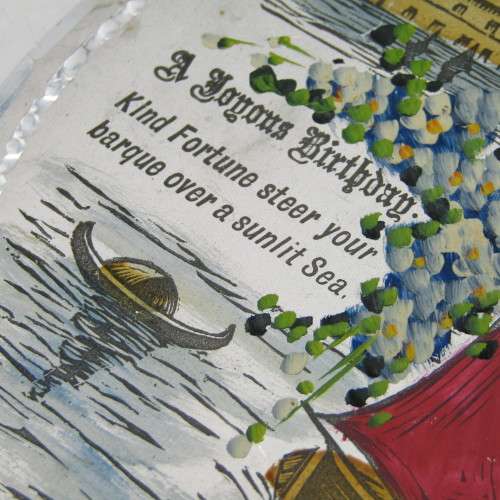 A Joyous Birthday.
Kind Fortune steer your
barque over a sunlit Sea.